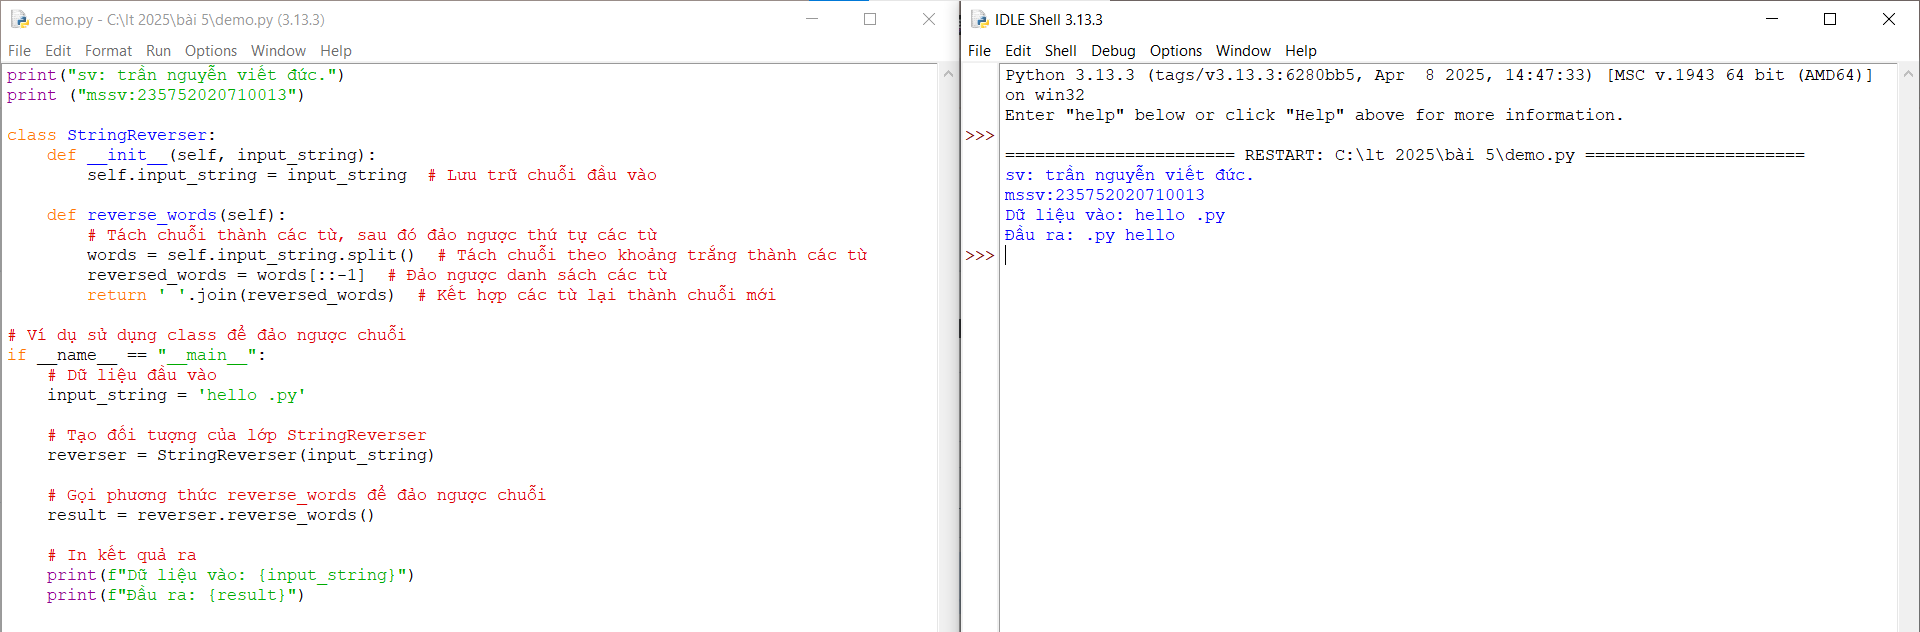 demo.py - C:\lt 2025\bài 5\demo.py (3.13.3)
File Edit Format Run Options Window Help
print("sv: trần nguyễn viết đức.")
print ("mssv:235752020710013")
class StringReverser:
    def __init__(self, input_string):
        self.input_string = input_string  # Lưu trữ chuỗi đầu vào
    def reverse_words(self):
        # Tách chuỗi thành các từ, sau đó đảo ngược thứ tự các từ
        words = self.input_string.split()  # Tách chuỗi theo khoảng trắng thành các từ
        reversed_words = words[::-1]  # Đảo ngược danh sách các từ
        return ' '.join(reversed_words)  # Kết hợp các từ lại thành chuỗi mới
# Ví dụ sử dụng class để đảo ngược chuỗi
if __name__ == "__main__":
    # Dữ liệu đầu vào
    input_string = 'hello .py'
    # Tạo đối tượng của lớp StringReverser
    reverser = StringReverser(input_string)
    # Gọi phương thức reverse_words để đảo ngược chuỗi
    result = reverser.reverse_words()
    # In kết quả ra
    print(f"Dữ liệu vào: {input_string}")
    print(f"Đầu ra: {result}")
IDLE Shell 3.13.3
File Edit Shell Debug Options Window Help
Python 3.13.3 (tags/v3.13.3:6280bb5, Apr  8 2025, 14:47:33) [MSC v.1943 64 bit (AMD64)]
on win32
Enter "help" below or click "Help" above for more information.
>>>
======================= RESTART: C:\lt 2025\bài 5\demo.py ======================
sv: trần nguyễn viết đức.
mssv:235752020710013
Dữ liệu vào: hello .py
Đầu ra: .py hello
>>>